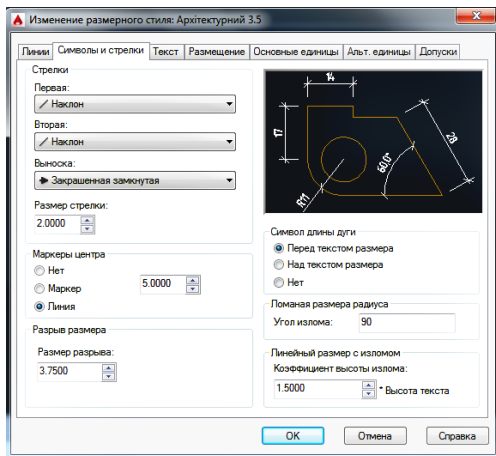 Изменение размерного стиля: Архітектурний 3.5
Линии
Символы и стрелки
Текст
Размещение
Основные единицы
Альт. единицы
Допуски
Стрелки
Первая:
Наклон
Вторая:
Наклон
Выноска:
Закрашенная замкнутая
Размер стрелки:
2.0000
Маркеры центра
Нет
Маркер
5.0000
Линия
Разрыв размера
Размер разрыва:
3.7500
14
17
28
60,0°
R11
Символ длины дуги
Перед текстом размера
Над текстом размера
Нет
Ломаная размера радиуса
Угол излома:
90
Линейный размер с изломом
Коэффициент высоты излома:
1.5000
* Высота текста
OK
Отмена
Справка